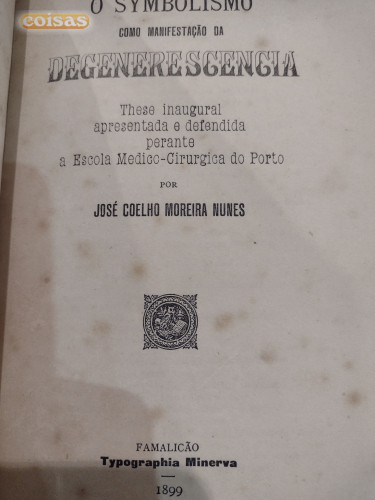 O SYMBOLISMO
coisas
COMO MANIFESTAÇÃO DA
DEGENERESCENCIA
These inaugural
apresentada e defendida
perante
a Escola Medico-Cirurgica do Porto
POR
JOSÉ COELHO MOREIRA NUNES
FAMALICÃO
Typographia Minerva
1899